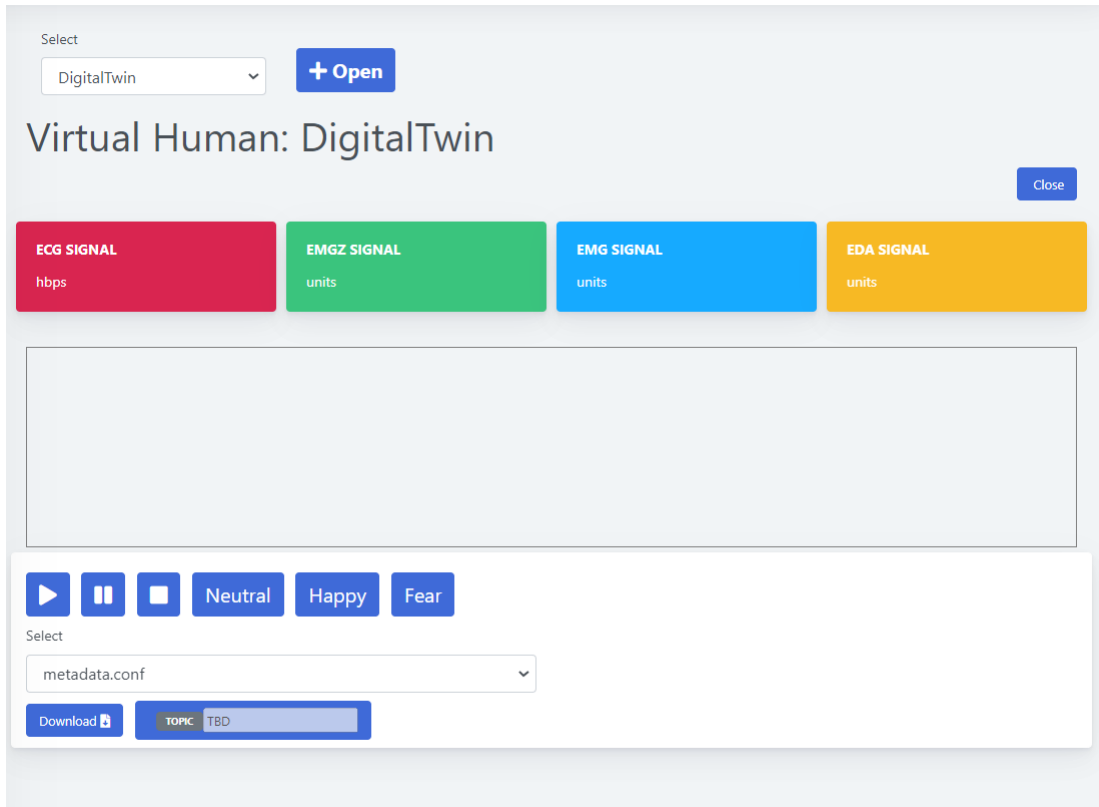 Select
DigitalTwin
Open
Virtual Human: DigitalTwin
Close
ECG SIGNAL
hbps
EMGZ SIGNAL
units
EMG SIGNAL
units
EDA SIGNAL
units
Neutral
Happy
Fear
Select
metadata.conf
Download
TOPIC TBD